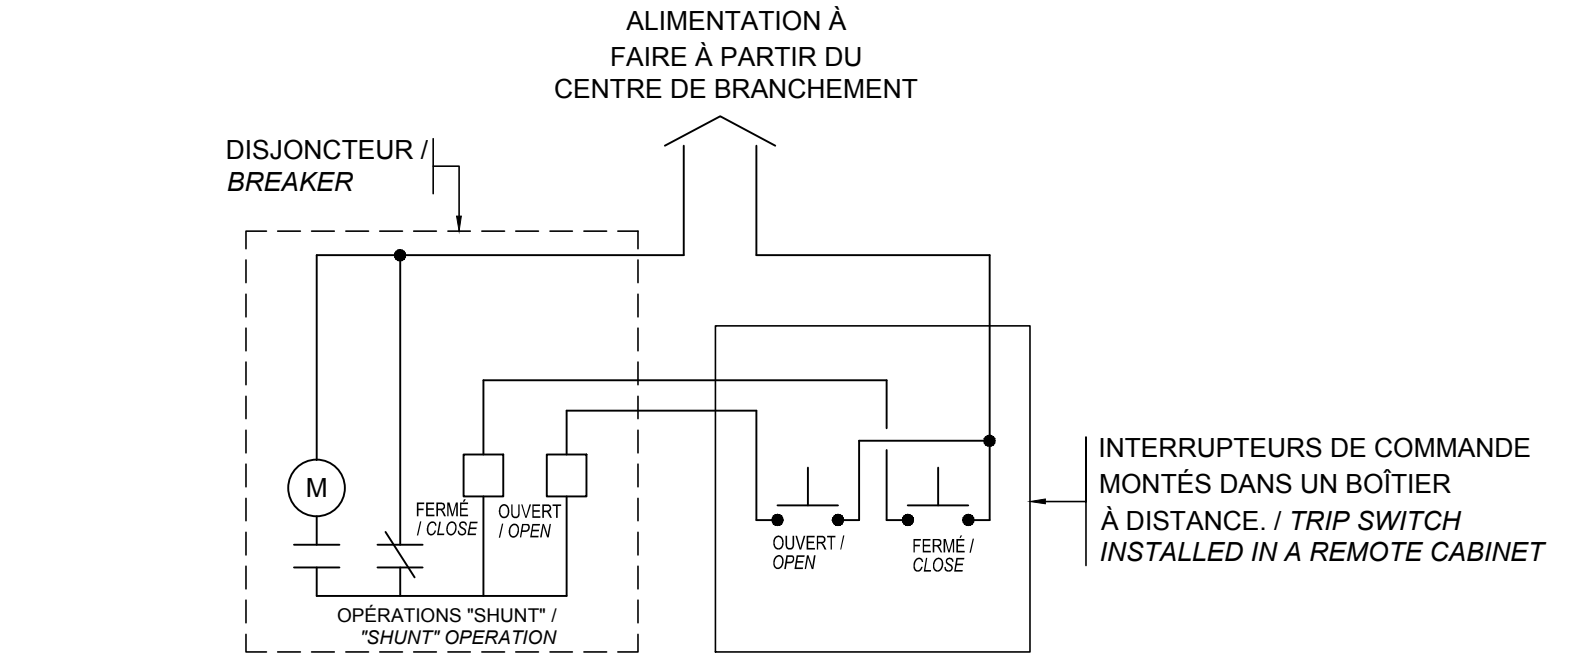 ALIMENTATION À
FAIRE À PARTIR DU
CENTRE DE BRANCHEMENT
DISJONCTEUR /
BREAKER
M
FERMÉ
/ CLOSE
OUVERT
/ OPEN
OPÉRATIONS "SHUNT" /
"SHUNT" OPERATION
OUVERT /
OPEN
FERMÉ /
CLOSE
INTERRUPTEURS DE COMMANDE
MONTÉS DANS UN BOÎTIER
À DISTANCE. / TRIP SWITCH
INSTALLED IN A REMOTE CABINET